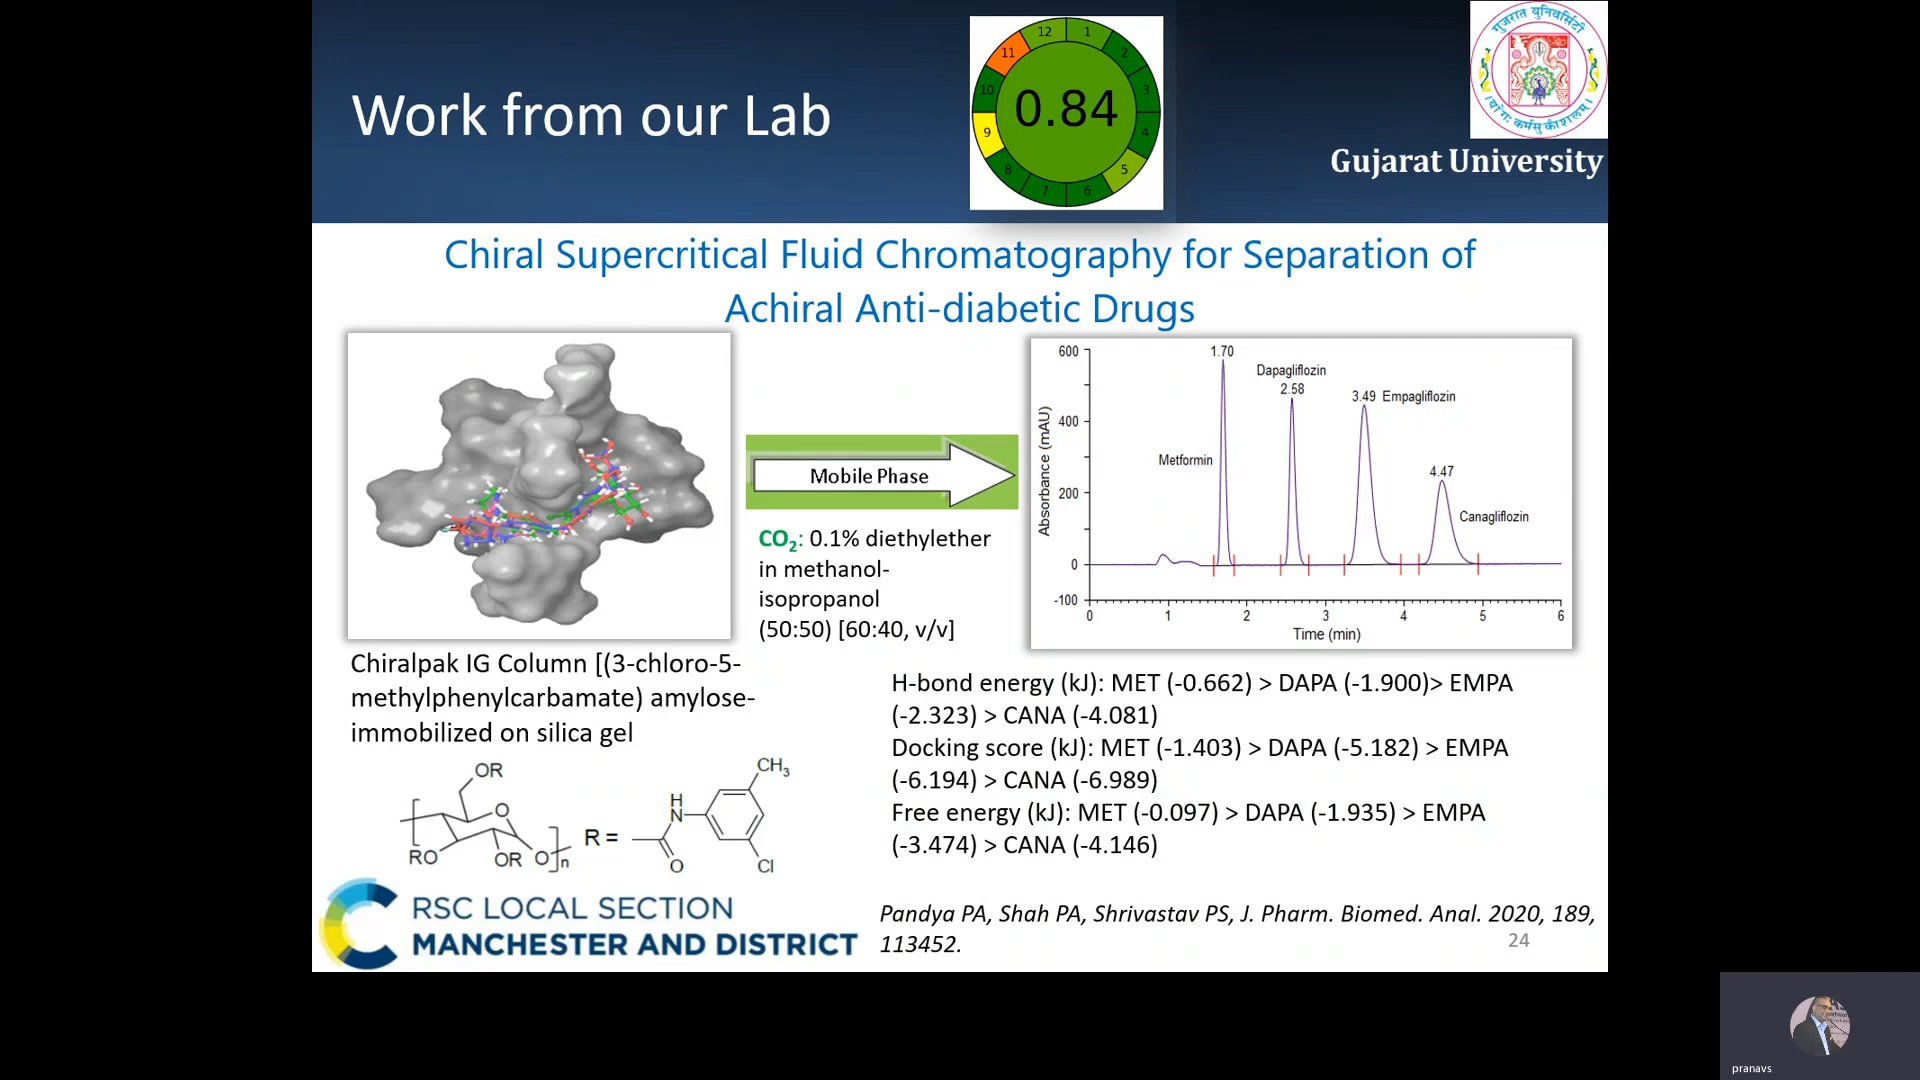 Work from our Lab
12
1
2
3
4
5
6
7
8
9
10
11
0.84
गुजरात युनिवर्सिटी
। योगः कर्मसु कौशलम् ।
Gujarat University
Chiral Supercritical Fluid Chromatography for Separation of
Achiral Anti-diabetic Drugs
Mobile Phase
CO2: 0.1% diethylether
in methanol-
isopropanol
(50:50) [60:40, v/v]
600
400
200
0
-100
Absorbance (mAU)
1.70
Metformin
Dapagliflozin
2.58
3.49 Empagliflozin
4.47
Canagliflozin
0 1 2 3 4 5 6
Time (min)
Chiralpak IG Column [(3-chloro-5-
methylphenylcarbamate) amylose-
immobilized on silica gel
OR
O
RO
OR
O
n
R =
H
N
O
CH3
Cl
H-bond energy (kJ): MET (-0.662) > DAPA (-1.900)> EMPA
(-2.323) > CANA (-4.081)
Docking score (kJ): MET (-1.403) > DAPA (-5.182) > EMPA
(-6.194) > CANA (-6.989)
Free energy (kJ): MET (-0.097) > DAPA (-1.935) > EMPA
(-3.474) > CANA (-4.146)
RSC LOCAL SECTION
MANCHESTER AND DISTRICT
Pandya PA, Shah PA, Shrivastav PS, J. Pharm. Biomed. Anal. 2020, 189,
113452.
24
pranavs